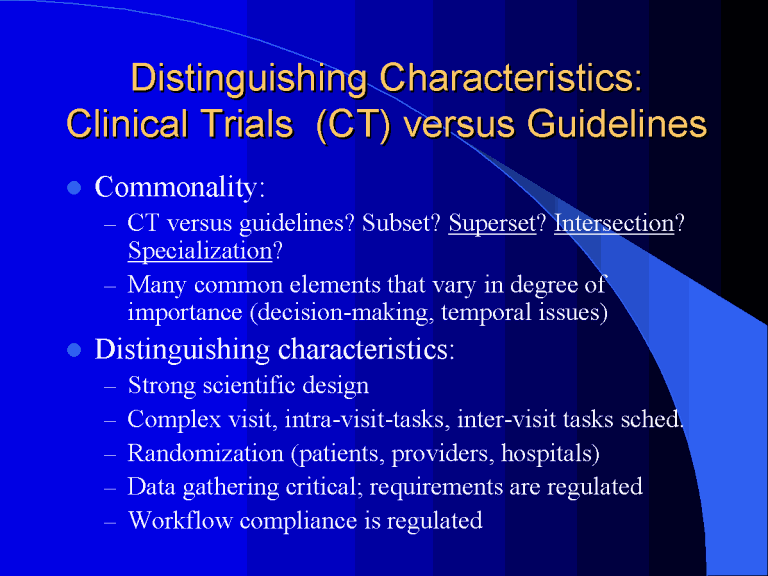 Distinguishing Characteristics:
Clinical Trials (CT) versus Guidelines
Commonality:
– CT versus guidelines? Subset? Superset? Intersection?
Specialization?
– Many common elements that vary in degree of
importance (decision-making, temporal issues)
Distinguishing characteristics:
– Strong scientific design
– Complex visit, intra-visit-tasks, inter-visit tasks sched.
– Randomization (patients, providers, hospitals)
– Data gathering critical; requirements are regulated
– Workflow compliance is regulated